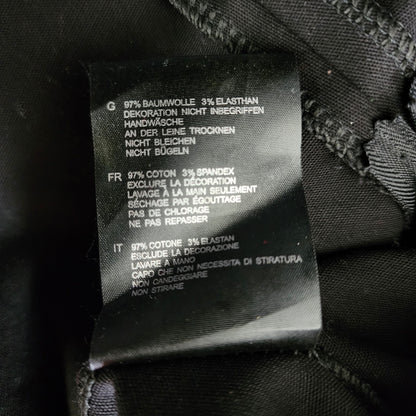 G 97% BAUMWOLLE 3% ELASTHAN
DEKORATION NICHT INBEGRIFFEN
HANDWÄSCHE
AN DER LEINE TROCKNEN
NICHT BLEICHEN
NICHT BÜGELN
FR 97% COTON 3% SPANDEX
EXCLURE LA DÉCORATION
LAVAGE À LA MAIN SEULEMENT
SÉCHAGE PAR ÉGOUTTAGE
PAS DE CHLORAGE
NE PAS REPASSER
IT 97% COTONE 3% ELASTAN
ESCLUDE LA DECORAZIONE
LAVARE A MANO
CAPO CHE NON NECESSITA DI STIRATURA
NON CANDEGGIARE
NON STIRARE